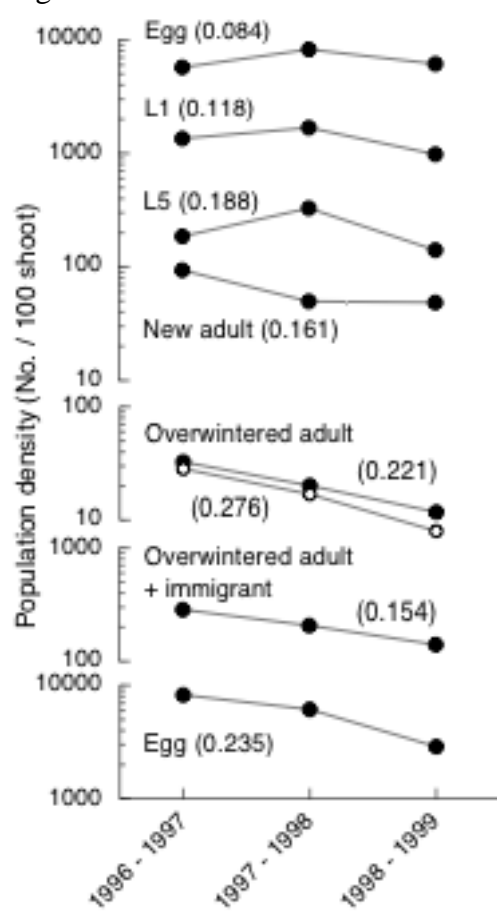 Egg (0.084)
10000
L1 (0.118)
1000
L5 (0.188)
100
New adult (0.161)
10
Population density (No. / 100 shoot)
100
Overwintered adult
(0.221)
(0.276)
10
1000
Overwintered adult
+ immigrant
(0.154)
100
10000
Egg (0.235)
1000
1996 - 1997
1997 - 1998
1998 - 1999